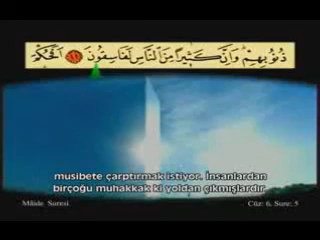 ذُنُوبِهِمْ وَإِنَّ كَثِيرًا مِنَ النَّاسِ لَفَاسِقُونَ ﴿٤٩﴾ اَفَحُكْمَ
musibete çarptırmak istiyor. İnsanlardan
birçoğu muhakkak ki yoldan çıkmışlardır.
Mâide Suresi
Cüz: 6, Sure: 5